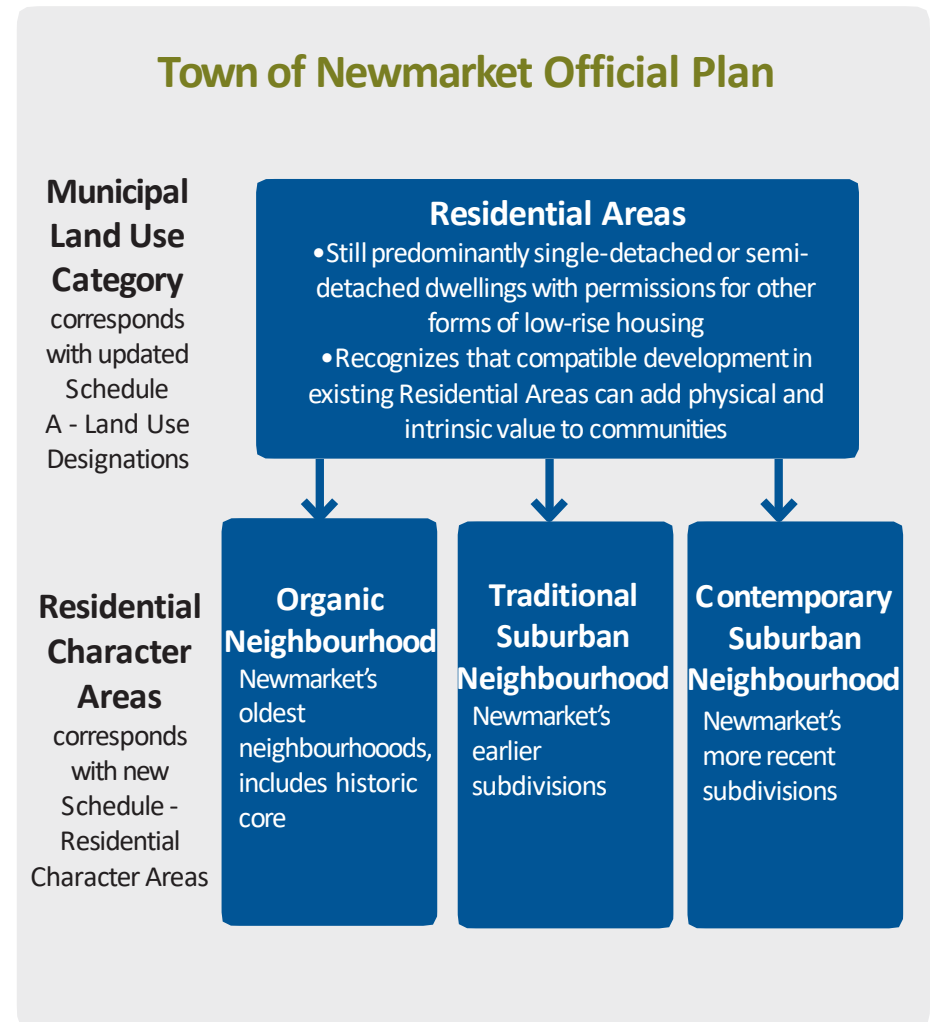 Town of Newmarket Official Plan
Municipal
Land Use
Category
corresponds
with updated
Schedule
A - Land Use
Designations
Residential Areas
•Still predominantly single-detached or semi-
detached dwellings with permissions for other
forms of low-rise housing
•Recognizes that compatible development in
existing Residential Areas can add physical and
intrinsic value to communities
Residential
Character
Areas
corresponds
with new
Schedule -
Residential
Character Areas
Organic
Neighbourhood
Newmarket's
oldest
neighbourhooods,
includes historic
core
Traditional
Suburban
Neighbourhood
Newmarket's
earlier
subdivisions
Contemporary
Suburban
Neighbourhood
Newmarket's
more recent
subdivisions